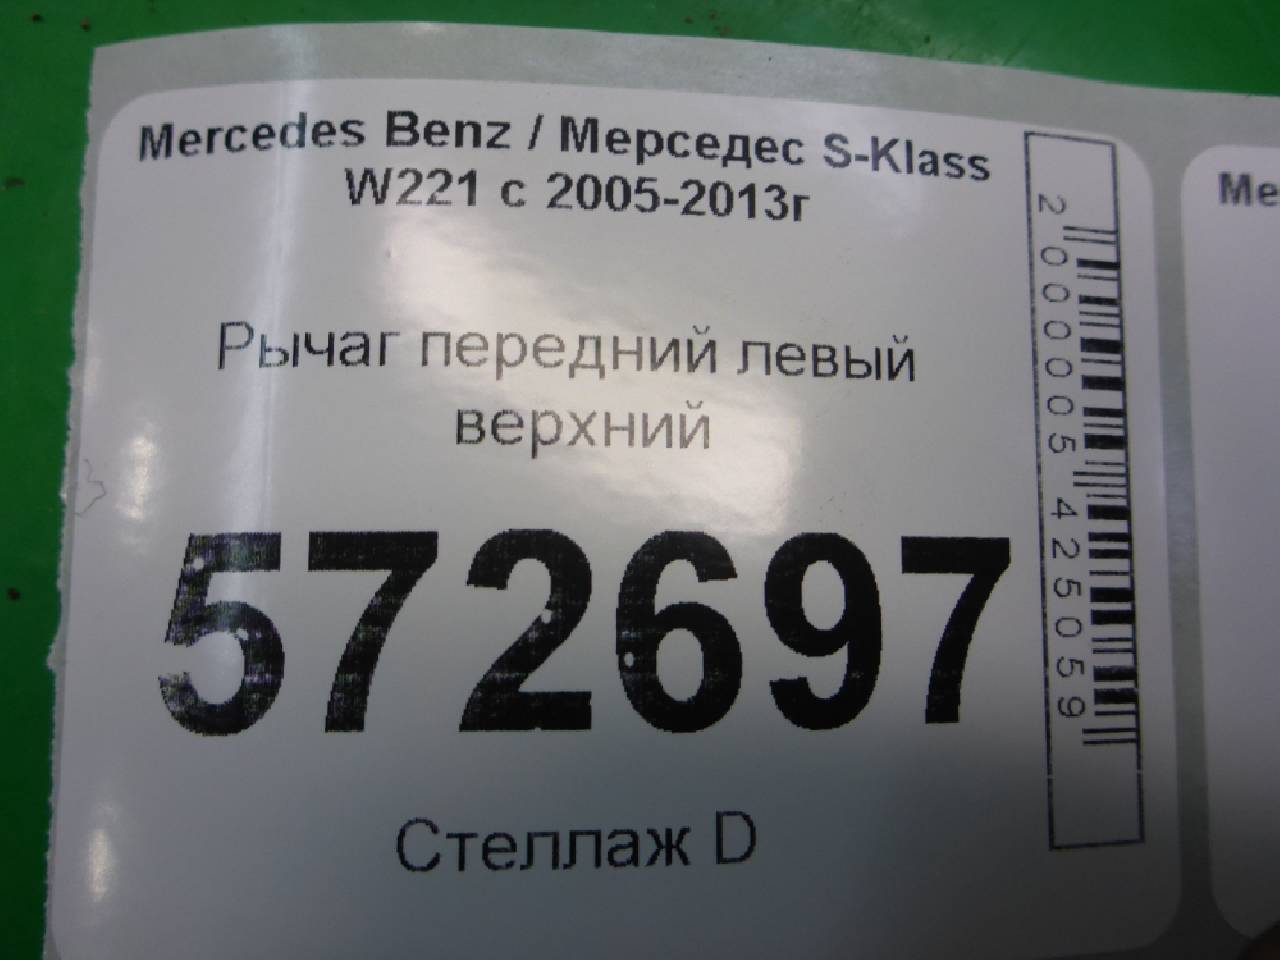 Mercedes Benz / Мерседес S-Klass
W221 с 2005-2013г
Рычаг передний левый
верхний
572697
Стеллаж D
2000005425059
Me